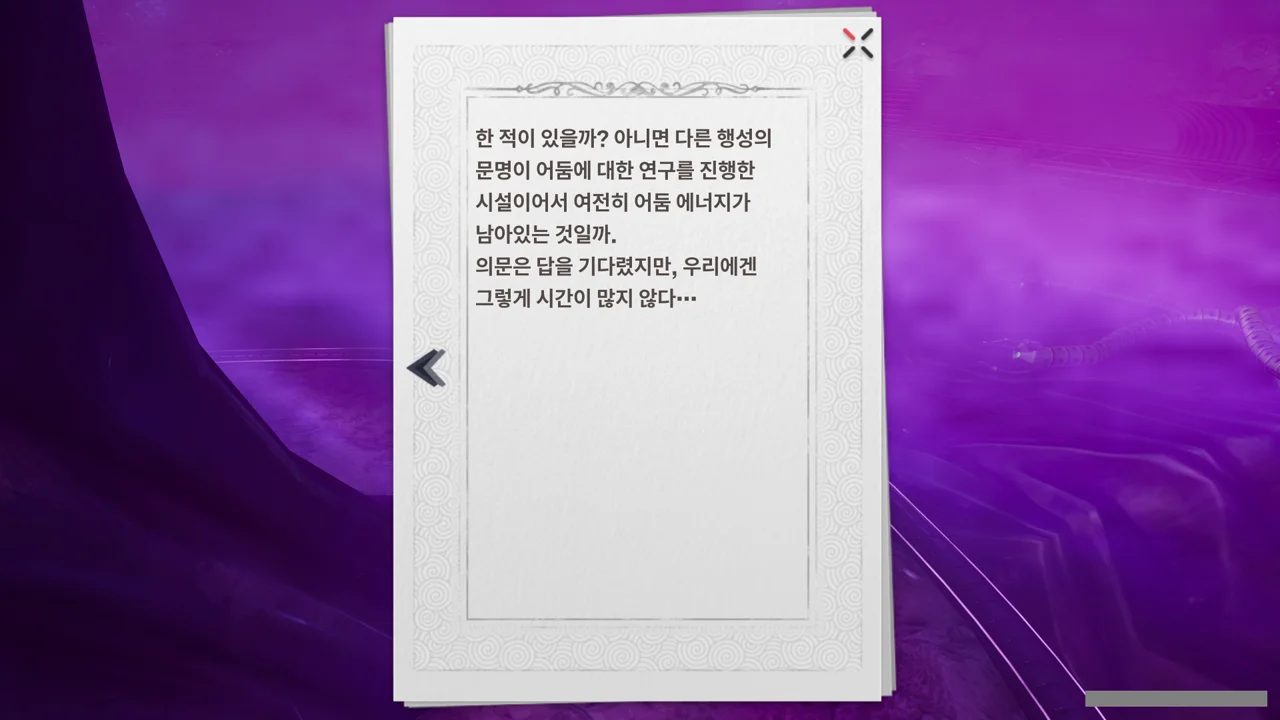 한 적이 있을까? 아니면 다른 행성의
문명이 어둠에 대한 연구를 진행한
시설이어서 여전히 어둠 에너지가
남아있는 것일까.
의문은 답을 기다렸지만, 우리에겐
그렇게 시간이 많지 않다…